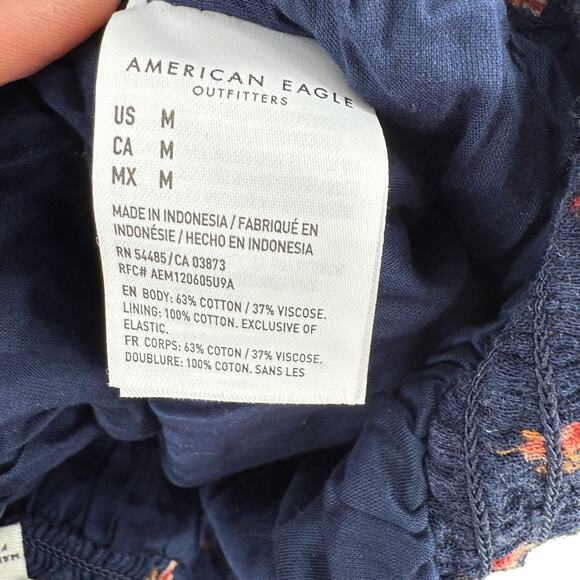 AMERICAN EAGLE
OUTFITTERS
US M
CA M
MX M
MADE IN INDONESIA / FABRIQUÉ EN
INDONÉSIE / HECHO EN INDONESIA
RN 54485 / CA 03873
RFC# AEM120605U9A
EN BODY: 63% COTTON / 37% VISCOSE.
LINING: 100% COTTON. EXCLUSIVE OF
ELASTIC.
FR CORPS: 63% COTON / 37% VISCOSE.
DOUBLURE: 100% COTON. SANS LES